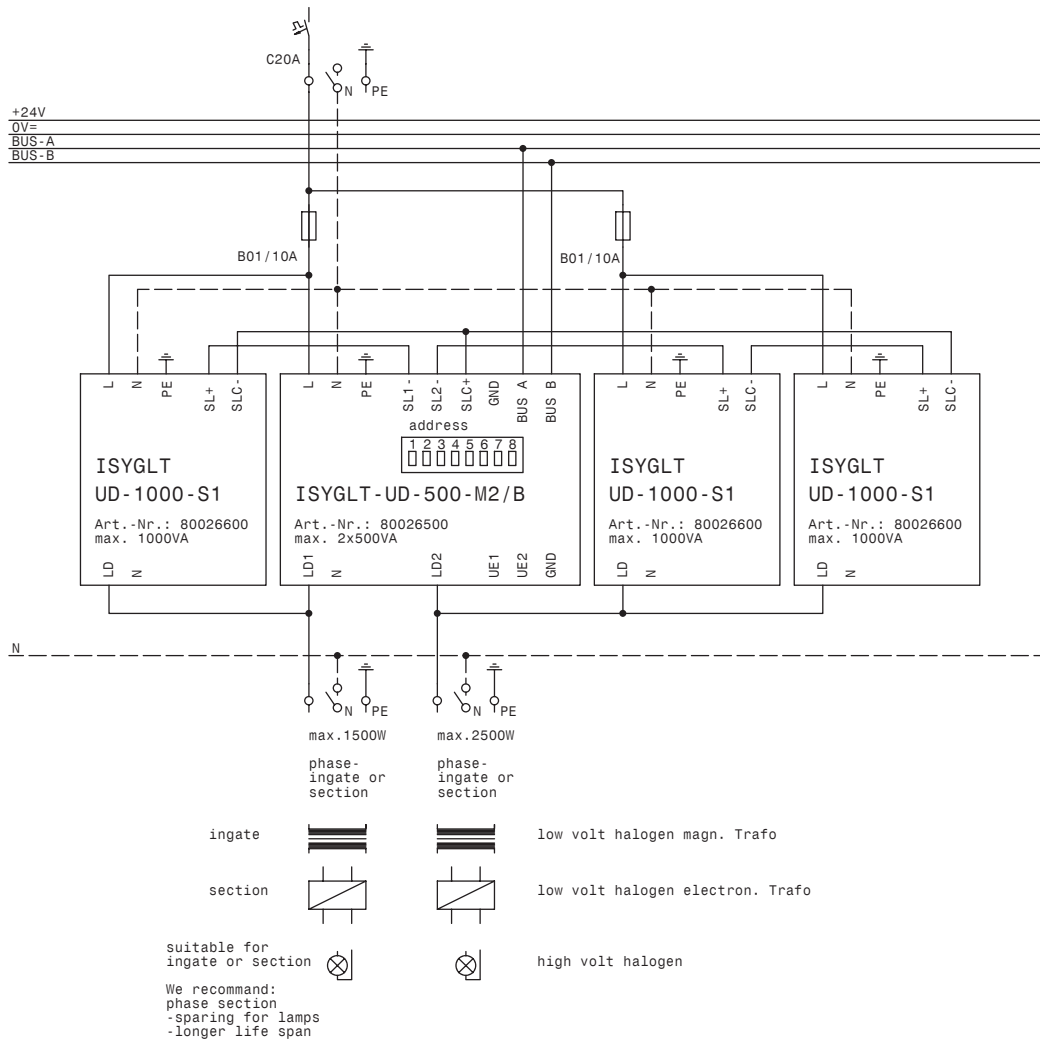 C20A
N
PE
+24V
0V=
BUS-A
BUS-B
B01/10A
B01/10A
L N PE SL+ SLC-
L N PE SL1- SL2- SLC+ GND BUS A BUS B
L N PE SL+ SLC-
L N PE SL+ SLC-
address
1 2 3 4 5 6 7 8
ISYGLT
UD-1000-S1
Art.-Nr.: 80026600
max. 1000VA
LD N
ISYGLT-UD-500-M2/B
Art.-Nr.: 80026500
max. 2x500VA
LD1 N LD2 UE1 UE2 GND
ISYGLT
UD-1000-S1
Art.-Nr.: 80026600
max. 1000VA
LD N
ISYGLT
UD-1000-S1
Art.-Nr.: 80026600
max. 1000VA
LD N
N
N PE
N PE
max.1500W
phase-
ingate or
section
max.2500W
phase-
ingate or
section
ingate
low volt halogen magn. Trafo
section
low volt halogen electron. Trafo
suitable for
ingate or section
high volt halogen
We recommand:
phase section
-sparing for lamps
-longer life span